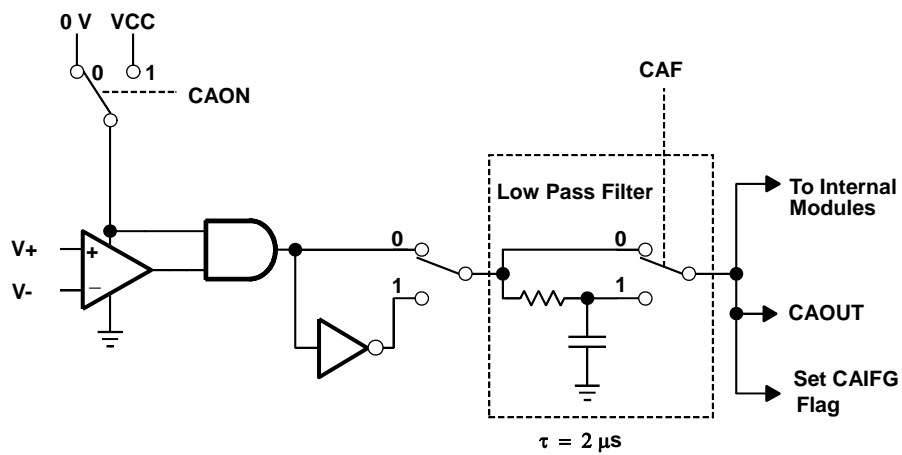 0 V VCC
0 1
CAON
CAF
Low Pass Filter
To Internal
Modules
V+
+
V-
–
0
1
0
1
CAOUT
Set CAIFG
Flag
τ = 2 μs